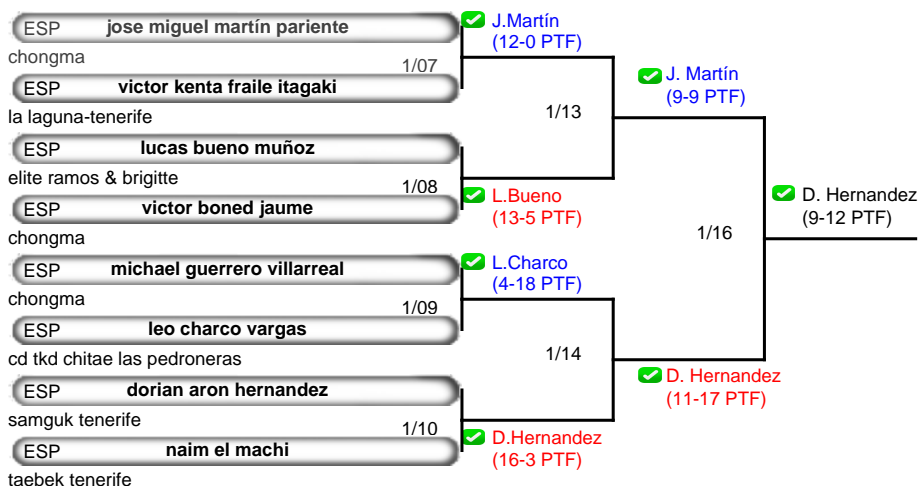 ESP jose miguel martín pariente
chongma
1/07
ESP victor kenta fraile itagaki
la laguna-tenerife
J.Martín
(12-0 PTF)
ESP lucas bueno muñoz
elite ramos & brigitte
1/08
ESP victor boned jaume
chongma
L.Bueno
(13-5 PTF)
1/13
J. Martín
(9-9 PTF)
ESP michael guerrero villarreal
chongma
1/09
ESP leo charco vargas
cd tkd chitae las pedroneras
L.Charco
(4-18 PTF)
ESP dorian aron hernandez
samguk tenerife
1/10
ESP naim el machi
taebek tenerife
D.Hernandez
(16-3 PTF)
1/14
D. Hernandez
(11-17 PTF)
1/16
D. Hernandez
(9-12 PTF)